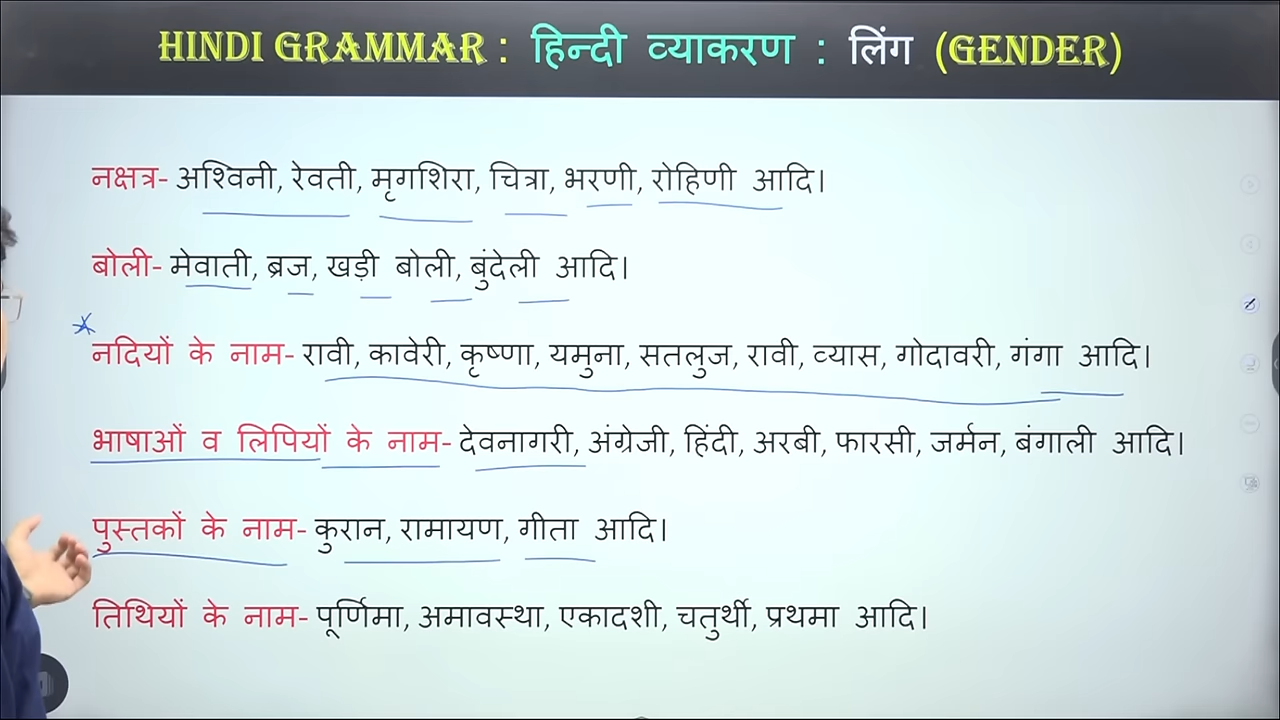 HINDI GRAMMAR : हिन्दी व्याकरण : लिंग (GENDER)
नक्षत्र- अश्विनी, रेवती, मृगशिरा, चित्रा, भरणी, रोहिणी आदि।
बोली- मेवाती, ब्रज, खड़ी बोली, बुंदेली आदि।
नदियों के नाम- रावी, कावेरी, कृष्णा, यमुना, सतलुज, रावी, व्यास, गोदावरी, गंगा आदि।
भाषाओं व लिपियों के नाम- देवनागरी, अंग्रेजी, हिंदी, अरबी, फारसी, जर्मन, बंगाली आदि।
पुस्तकों के नाम- कुरान, रामायण, गीता आदि।
तिथियों के नाम- पूर्णिमा, अमावस्था, एकादशी, चतुर्थी, प्रथमा आदि।